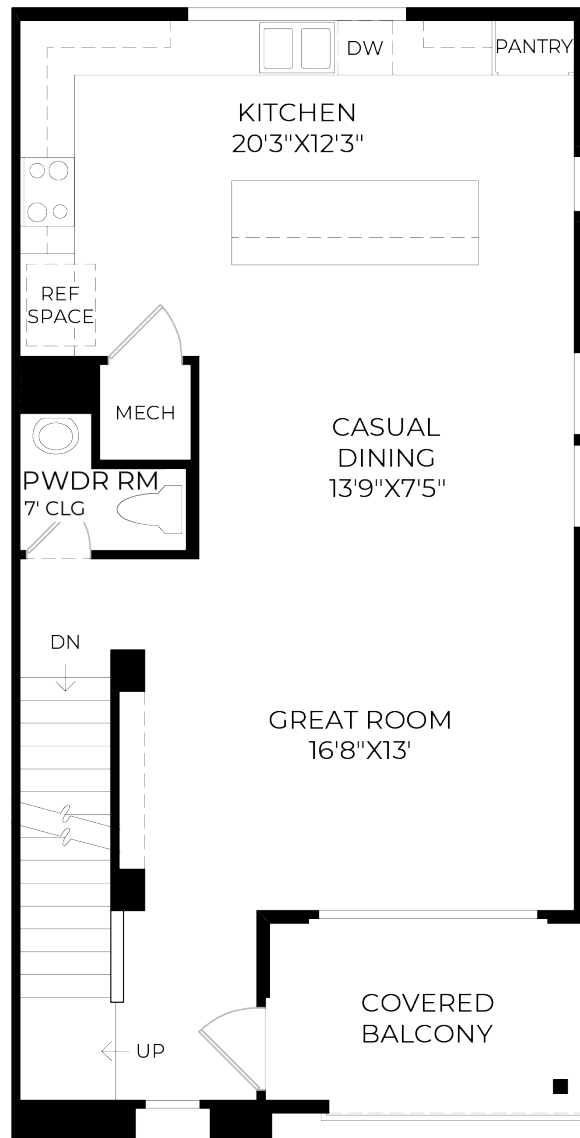 DW
PANTRY
KITCHEN
20'3"X12'3"
REF
SPACE
MECH
CASUAL
DINING
13'9"X7'5"
PWDR RM
7' CLG
DN
GREAT ROOM
16'8"X13'
COVERED
BALCONY
UP